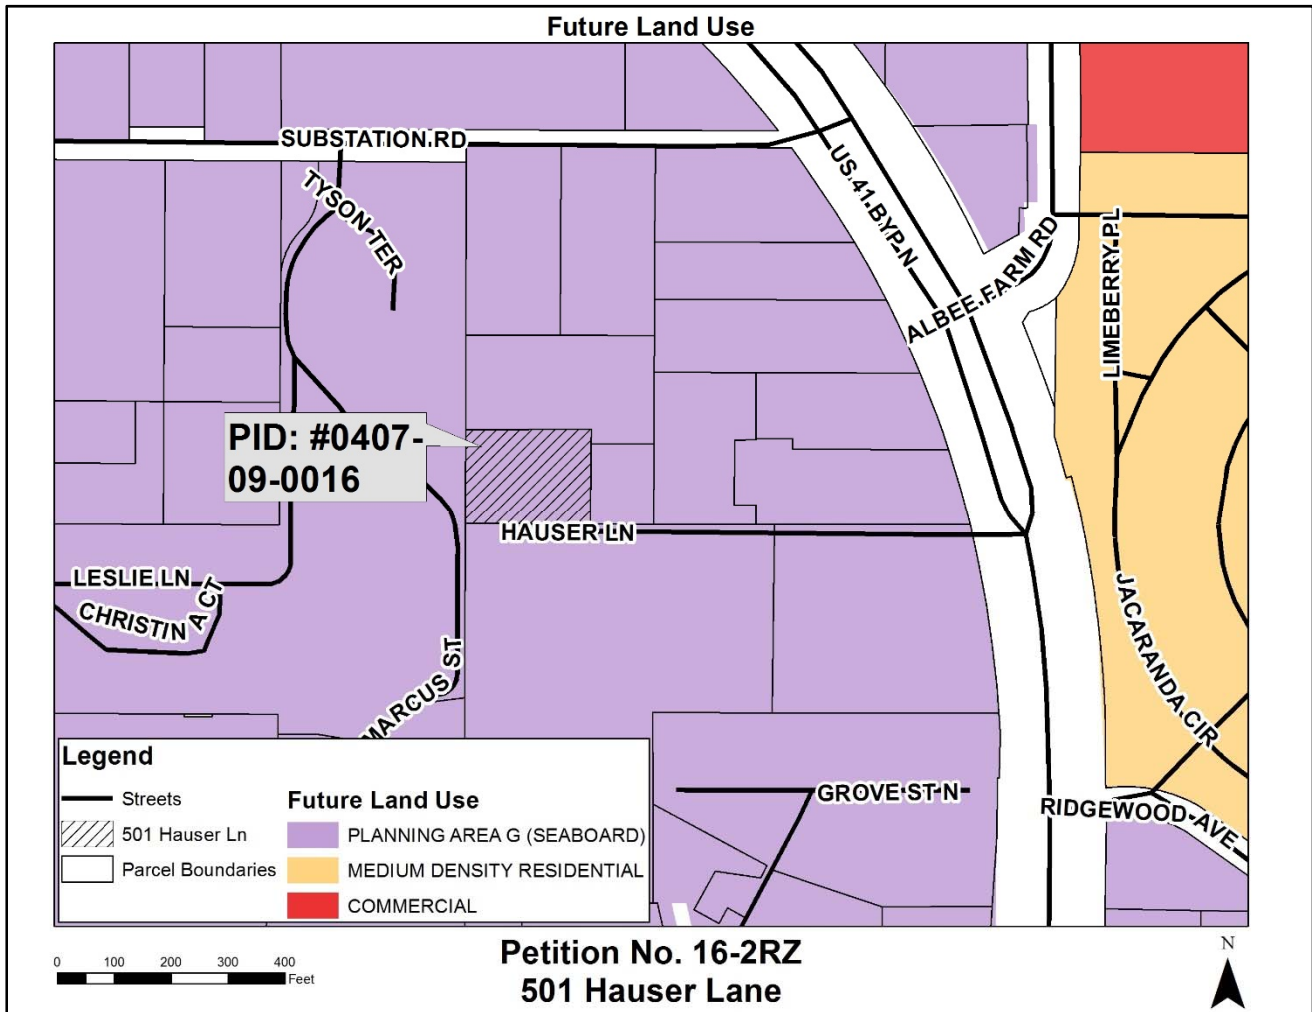 Future Land Use
SUBSTATION RD
TYSON TER
US 41 BYP N
ALBEE FARM RD
LIMEBERRY PL
PID: #0407-
09-0016
HAUSER LN
LESLIE LN
CHRISTIN A CT
MARCUS ST
JACARANDA CIR
GROVE ST N
RIDGEWOOD AVE
Legend
Streets
501 Hauser Ln
Parcel Boundaries
Future Land Use
PLANNING AREA G (SEABOARD)
MEDIUM DENSITY RESIDENTIAL
COMMERCIAL
0 100 200 300 400
Feet
Petition No. 16-2RZ
501 Hauser Lane
N